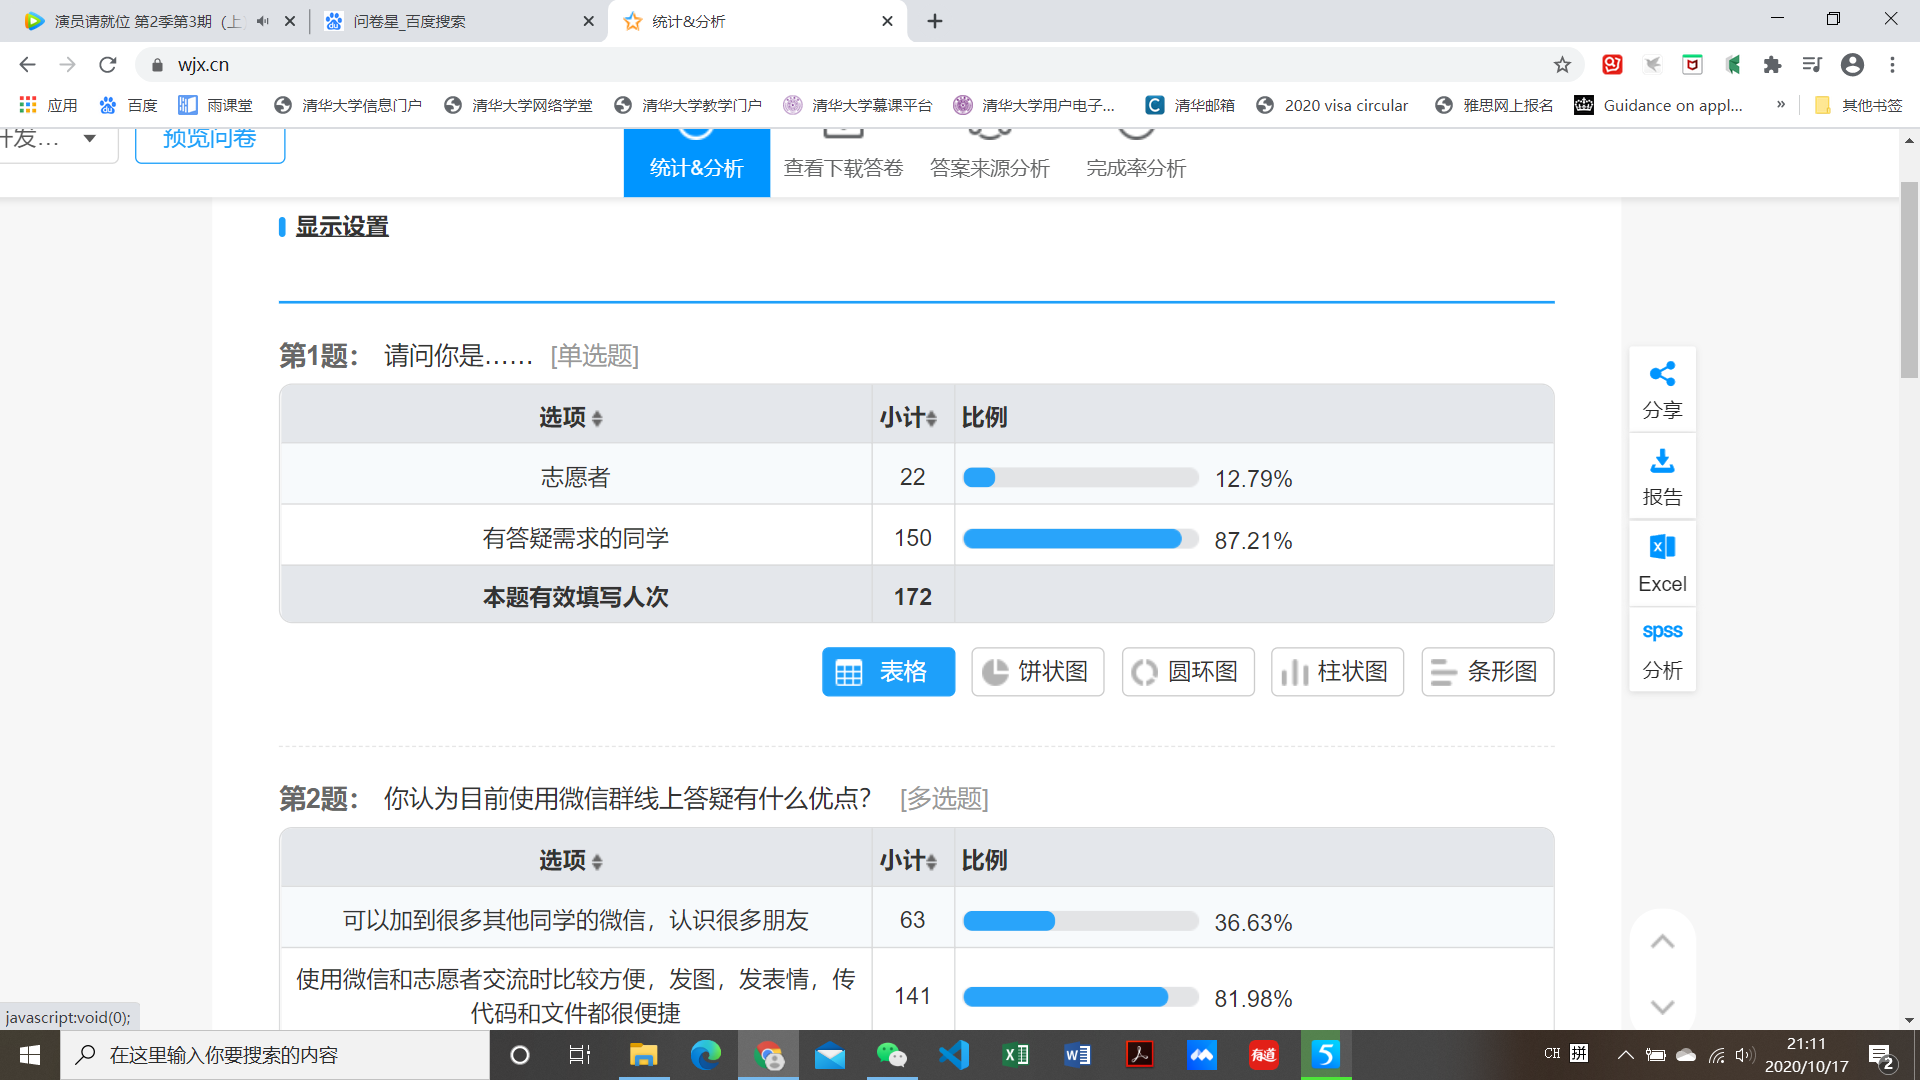 演员请就位 第2季第3期（上
问卷星_百度搜索
统计&分析
wjx.cn
应用
百度
雨课堂
清华大学信息门户
清华大学网络学堂
清华大学教学门户
清华大学慕课平台
清华大学用户电子...
清华邮箱
2020 visa circular
雅思网上报名
Guidance on appl...
»
其他书签
开发...
预览问卷
统计&分析
查看下载答卷
答案来源分析
完成率分析
显示设置
第1题： 请问你是…… [单选题]
选项 小计 比例
志愿者 22 12.79%
有答疑需求的同学 150 87.21%
本题有效填写人次 172
表格
饼状图
圆环图
柱状图
条形图
第2题： 你认为目前使用微信群线上答疑有什么优点？ [多选题]
选项 小计 比例
可以加到很多其他同学的微信，认识很多朋友 63 36.63%
使用微信和志愿者交流时比较方便，发图，发表情，传
代码和文件都很便捷
141 81.98%
分享
报告
Excel
spss
分析
javascript:void(0);
在这里输入你要搜索的内容
有道
5
CH
拼
21:11
2020/10/17
2